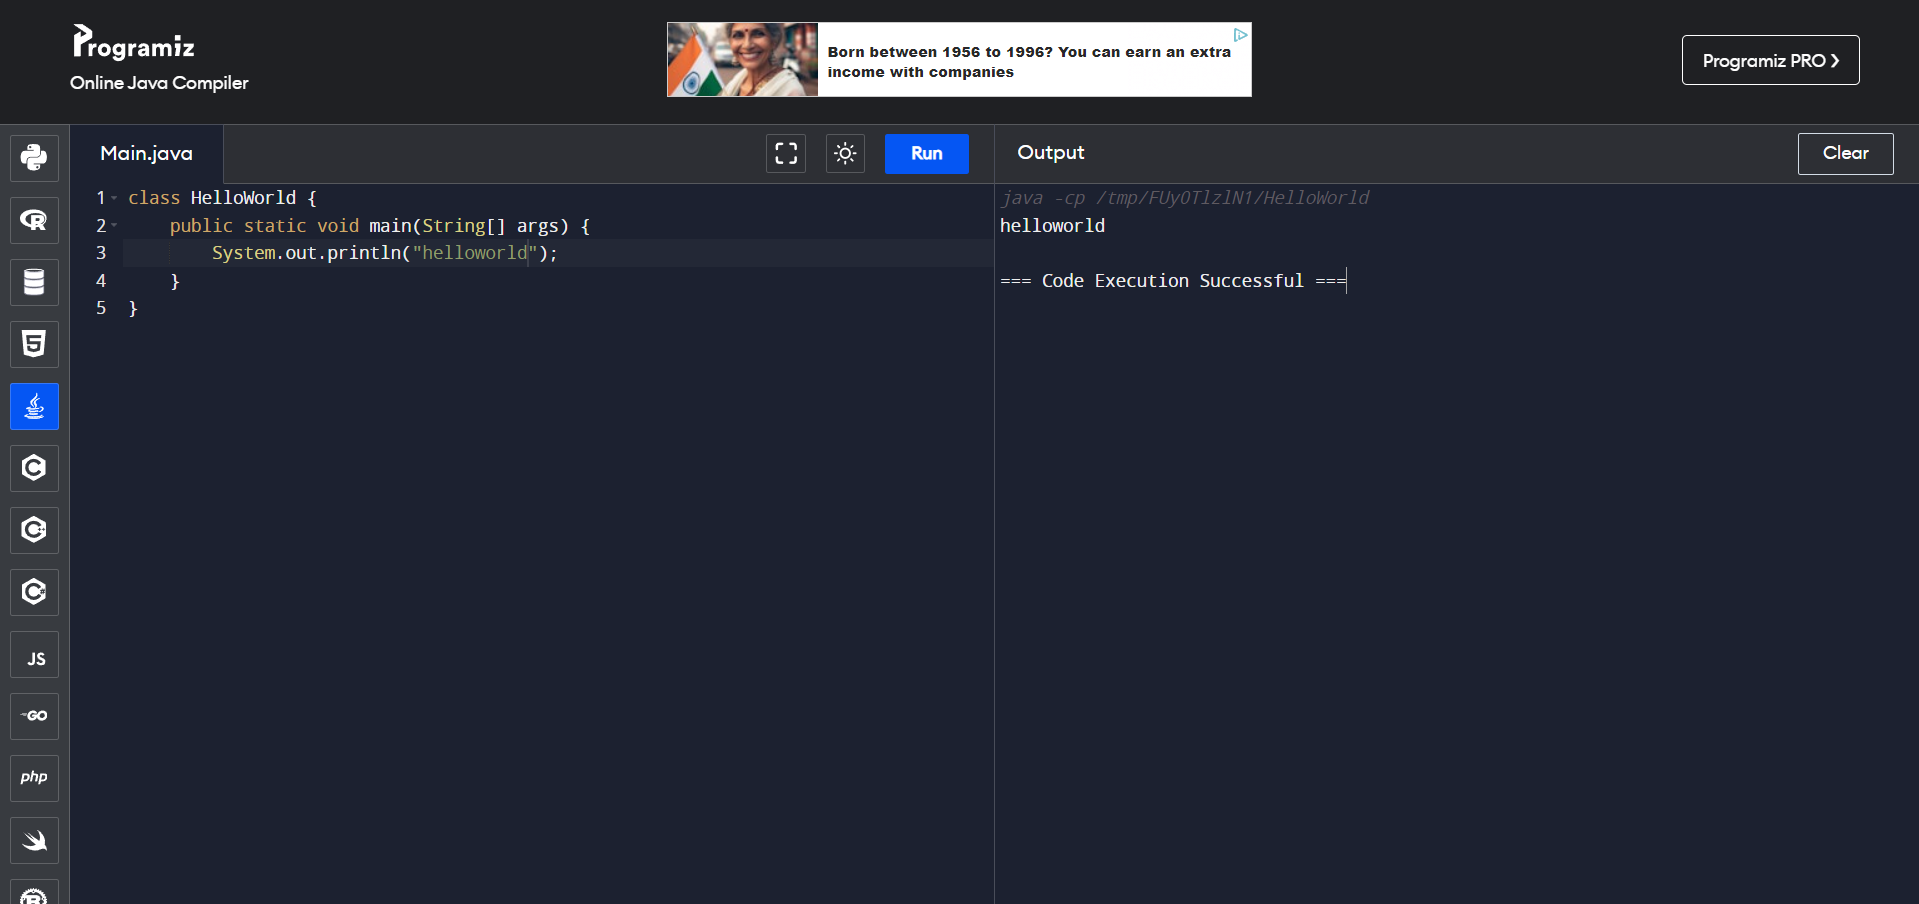 Programiz
Online Java Compiler
Born between 1956 to 1996? You can earn an extra
income with companies
Programiz PRO ❯
Main.java
Run
Output
Clear
1 class HelloWorld {
2     public static void main(String[] args) {
3         System.out.println("helloworld");
4     }
5 }
java -cp /tmp/FUyOTlzlN1/HelloWorld
helloworld
=== Code Execution Successful ===
R
5
C
C++
C#
JS
GO
php
R